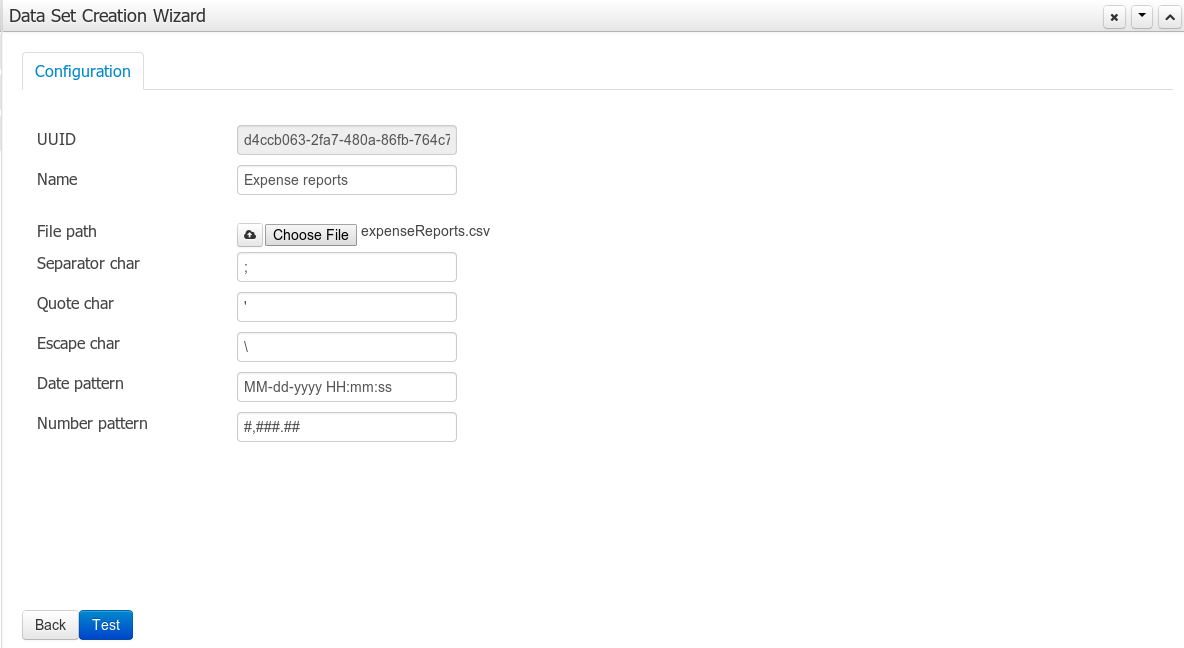 Data Set Creation Wizard
Configuration
UUID d4ccb063-2fa7-480a-86fb-764c7
Name Expense reports
File path Choose File expenseReports.csv
Separator char ;
Quote char '
Escape char \
Date pattern MM-dd-yyyy HH:mm:ss
Number pattern #,###.##
Back Test